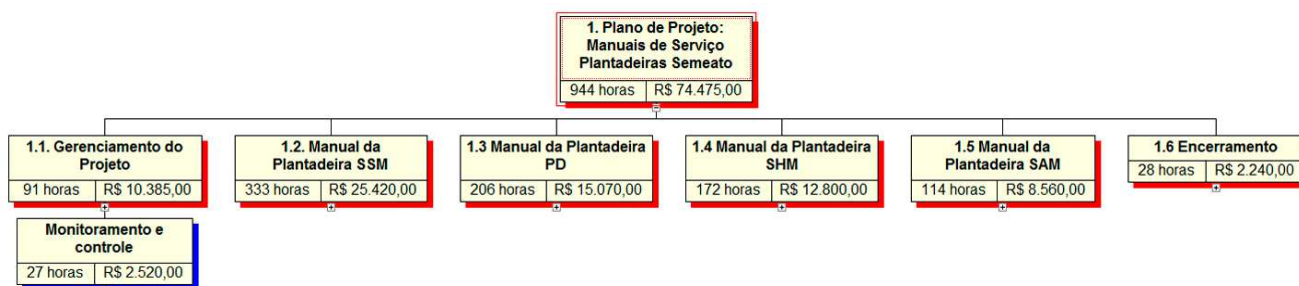 1. Plano de Projeto:
Manuais de Serviço
Plantadeiras Semeato
944 horas R$ 74.475,00
1.1. Gerenciamento do
Projeto
91 horas R$ 10.385,00
1.2. Manual da
Plantadeira SSM
333 horas R$ 25.420,00
1.3 Manual da Plantadeira
PD
206 horas R$ 15.070,00
1.4 Manual da Plantadeira
SHM
172 horas R$ 12.800,00
1.5 Manual da
Plantadeira SAM
114 horas R$ 8.560,00
1.6 Encerramento
28 horas R$ 2.240,00
Monitoramento e
controle
27 horas R$ 2.520,00